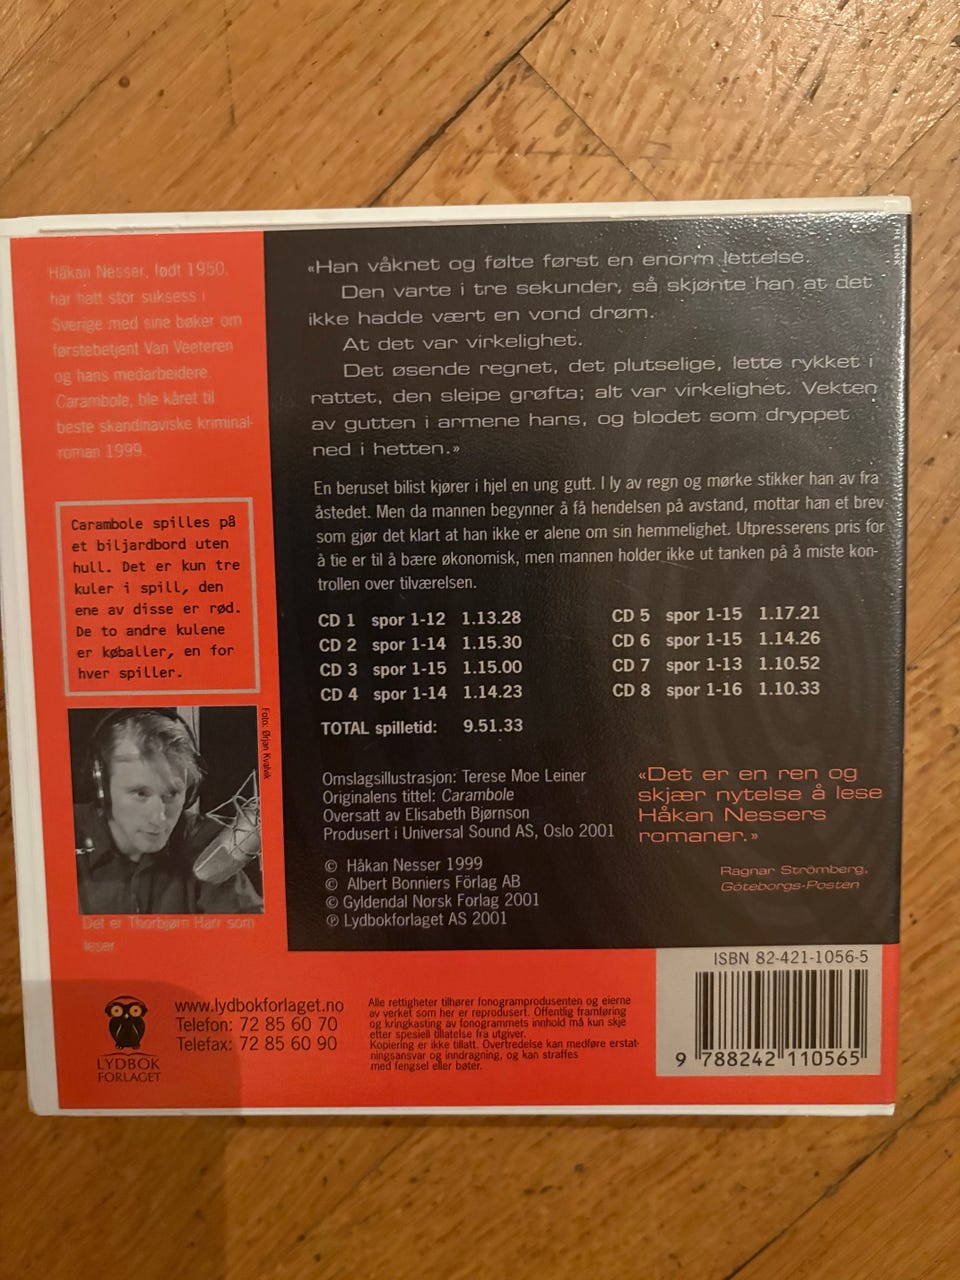 Håkan Nesser, født 1950,
har hatt stor suksess i
Sverige med sine bøker om
førstebetjent Van Veeteren
og hans medarbeidere.
Carambole, ble kåret til
beste skandinaviske kriminal-
roman 1999.
Carambole spilles på
et biljardbord uten
hull. Det er kun tre
kuler i spill, den
ene av disse er rød.
De to andre kulene
er køballer, en for
hver spiller.
Foto: Ørjan Kvalvik
Det er Thorbjørn Harr som
leser.
«Han våknet og følte først en enorm lettelse.
Den varte i tre sekunder, så skjønte han at det
ikke hadde vært en vond drøm.
At det var virkelighet.
Det øsende regnet, det plutselige, lette rykket i
rattet, den sleipe grøfta; alt var virkelighet. Vekten
av gutten i armene hans, og blodet som dryppet
ned i hetten.»
En beruset bilist kjører i hjel en ung gutt. I ly av regn og mørke stikker han av fra
åstedet. Men da mannen begynner å få hendelsen på avstand, mottar han et brev
som gjør det klart at han ikke er alene om sin hemmelighet. Utpresserens pris for
å tie er til å bære økonomisk, men mannen holder ikke ut tanken på å miste kon-
trollen over tilværelsen.
CD 1 spor 1-12 1.13.28
CD 2 spor 1-14 1.15.30
CD 3 spor 1-15 1.15.00
CD 4 spor 1-14 1.14.23
CD 5 spor 1-15 1.17.21
CD 6 spor 1-15 1.14.26
CD 7 spor 1-13 1.10.52
CD 8 spor 1-16 1.10.33
TOTAL spilletid: 9.51.33
Omslagsillustrasjon: Terese Moe Leiner
Originalens tittel: Carambole
Oversatt av Elisabeth Bjørnson
Produsert i Universal Sound AS, Oslo 2001
© Håkan Nesser 1999
© Albert Bonniers Förlag AB
© Gyldendal Norsk Forlag 2001
℗ Lydbokforlaget AS 2001
«Det er en ren og
skjær nytelse å lese
Håkan Nessers
romaner.»
Ragnar Strömberg,
Göteborgs-Posten
LYDBOK
FORLAGET
www.lydbokforlaget.no
Telefon: 72 85 60 70
Telefax: 72 85 60 90
Alle rettigheter tilhører fonogramprodusenten og eierne
av verket som her er reprodusert. Offentlig framføring
og kringkasting av fonogrammets innhold må kun skje
etter spesiell tillatelse fra utgiver.
Kopiering er ikke tillatt. Overtredelse kan medføre erstat-
ningsansvar og inndragning, og kan straffes
med fengsel eller bøter.
ISBN 82-421-1056-5
9 788242 110565